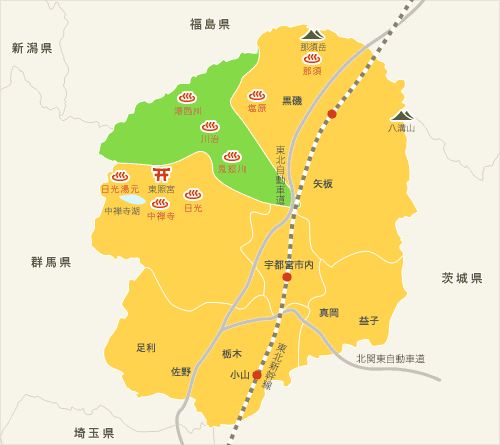 福島県
新潟県
那須岳
那須
湯西川
塩原
黒磯
八溝山
川治
東北自動車道
鬼怒川
矢板
日光湯元
東照宮
日光
中禅寺湖
中禅寺
群馬県
宇都宮市内
茨城県
真岡
益子
足利
栃木
東北新幹線
佐野
小山
北関東自動車道
埼玉県